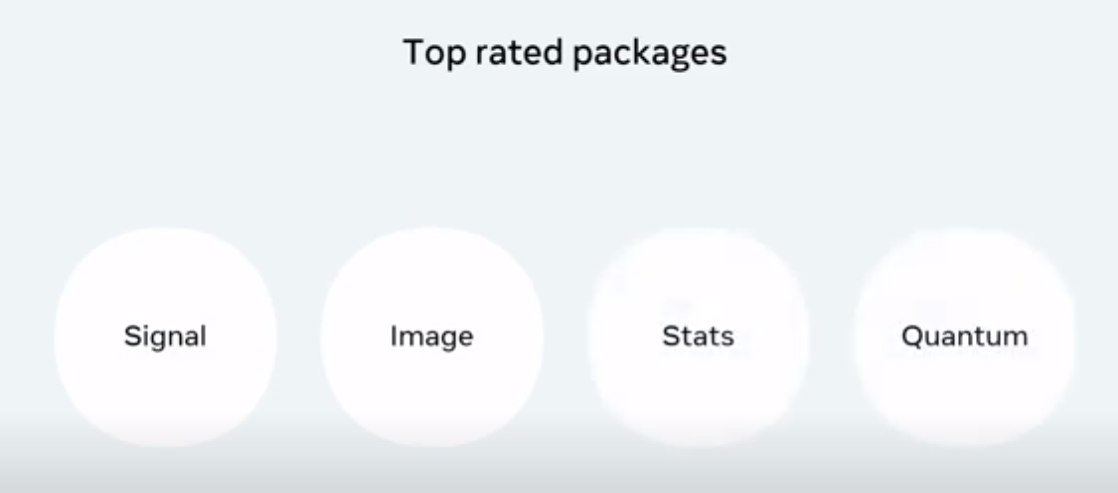 Top rated packages
Signal
Image
Stats
Quantum